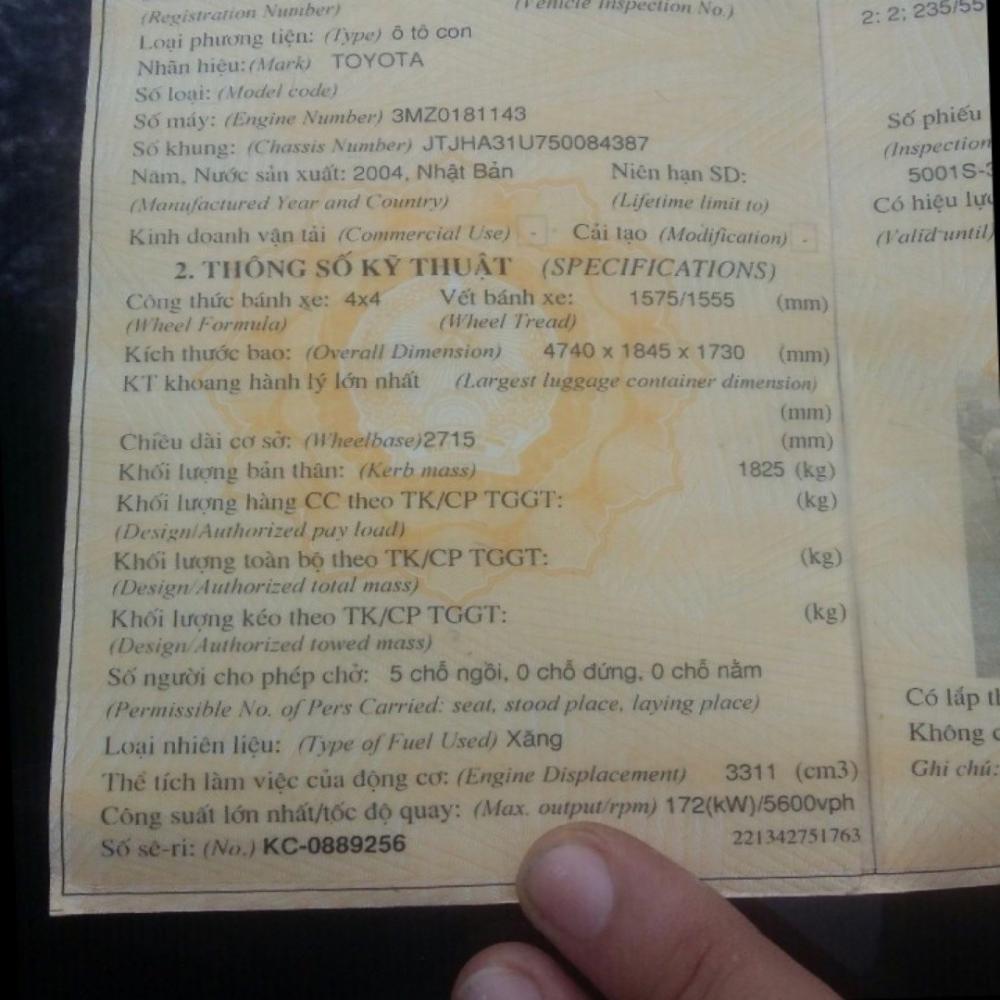 (Registration Number) (Vehicle Inspection No.)
Loại phương tiện: (Type) ô tô con
Nhãn hiệu: (Mark) TOYOTA
Số loại: (Model code)
Số máy: (Engine Number) 3MZ0181143
Số khung: (Chassis Number) JTJHA31U750084387
Năm, Nước sản xuất: 2004, Nhật Bản Niên hạn SD:
(Manufactured Year and Country) (Lifetime limit to)
Kinh doanh vận tải (Commercial Use) - Cải tạo (Modification) -
2. THÔNG SỐ KỸ THUẬT (SPECIFICATIONS)
Công thức bánh xe: 4x4 Vết bánh xe: 1575/1555 (mm)
(Wheel Formula) (Wheel Tread)
Kích thước bao: (Overall Dimension) 4740 x 1845 x 1730 (mm)
KT khoang hành lý lớn nhất (Largest luggage container dimension)
(mm)
Chiều dài cơ sở: (Wheelbase) 2715 (mm)
Khối lượng bản thân: (Kerb mass) 1825 (kg)
Khối lượng hàng CC theo TK/CP TGGT: (kg)
(Design/Authorized pay load)
Khối lượng toàn bộ theo TK/CP TGGT: (kg)
(Design/Authorized total mass)
Khối lượng kéo theo TK/CP TGGT: (kg)
(Design/Authorized towed mass)
Số người cho phép chở: 5 chỗ ngồi, 0 chỗ đứng, 0 chỗ nằm
(Permissible No. of Pers Carried: seat, stood place, laying place)
Loại nhiên liệu: (Type of Fuel Used) Xăng
Thể tích làm việc của động cơ: (Engine Displacement) 3311 (cm3)
Công suất lớn nhất/tốc độ quay: (Max. output/rpm) 172(kW)/5600vph
Số sê-ri: (No.) KC-0889256 221342751763
2: 2; 235/55
Số phiếu
(Inspection
5001S-
Có hiệu lực
(Valid until)
Có lắp
Không
Ghi chú: